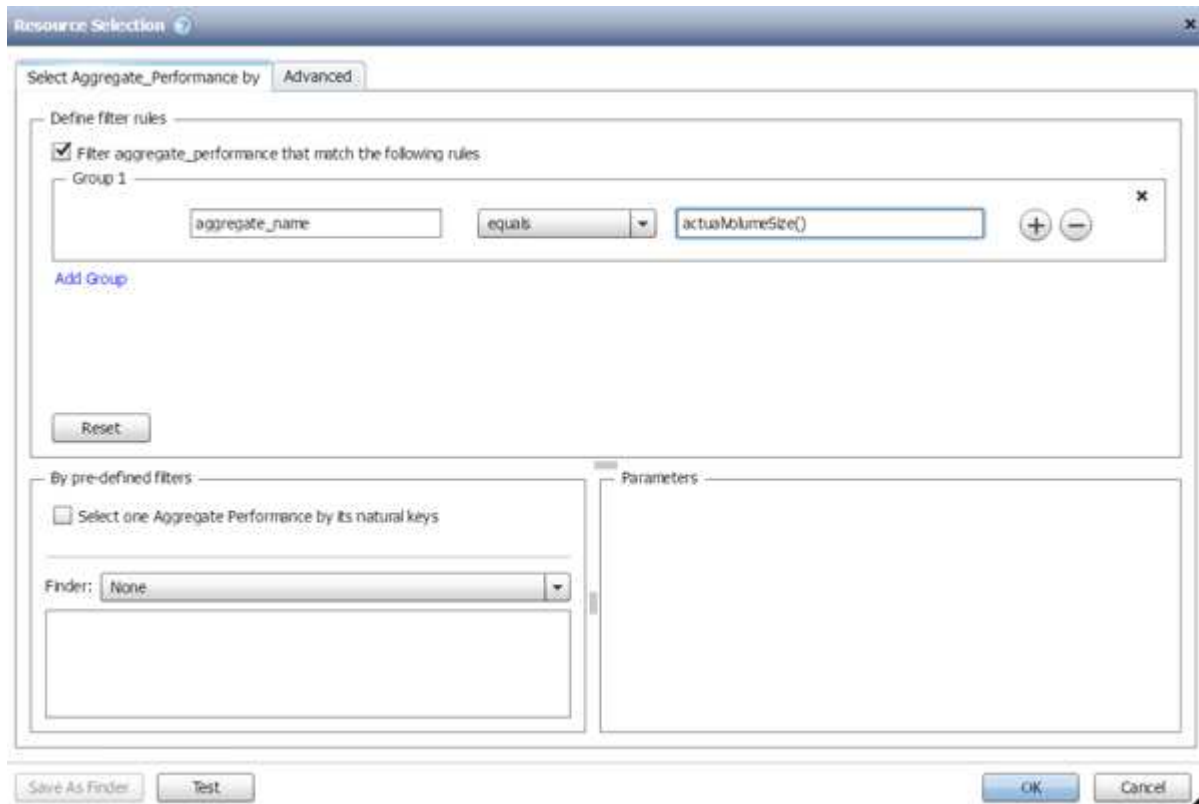 Resource Selection
Select Aggregate_Performance by
Advanced
Define filter rules
Filter aggregate_performance that match the following rules
Group 1
aggregate_name
equals
actualVolumeSize()
Add Group
Reset
By pre-defined filters
Select one Aggregate Performance by its natural keys
Finder:
None
Parameters
Save As Finder
Test
OK
Cancel